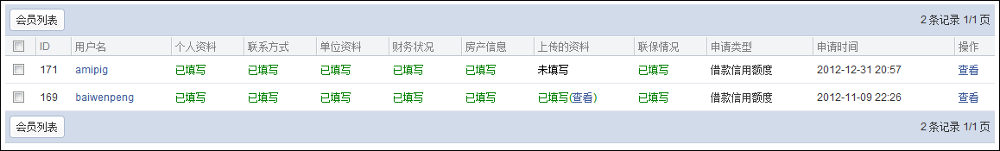 会员列表 2 条记录 1/1 页
ID 用户名 个人资料 联系方式 单位资料 财务状况 房产信息 上传的资料 联保情况 申请类型 申请时间 操作
171 amipig 已填写 已填写 已填写 已填写 已填写 未填写 已填写 借款信用额度 2012-12-31 20:57 查看
169 baiwenpeng 已填写 已填写 已填写 已填写 已填写 已填写(查看) 已填写 借款信用额度 2012-11-09 22:26 查看
会员列表 2 条记录 1/1 页